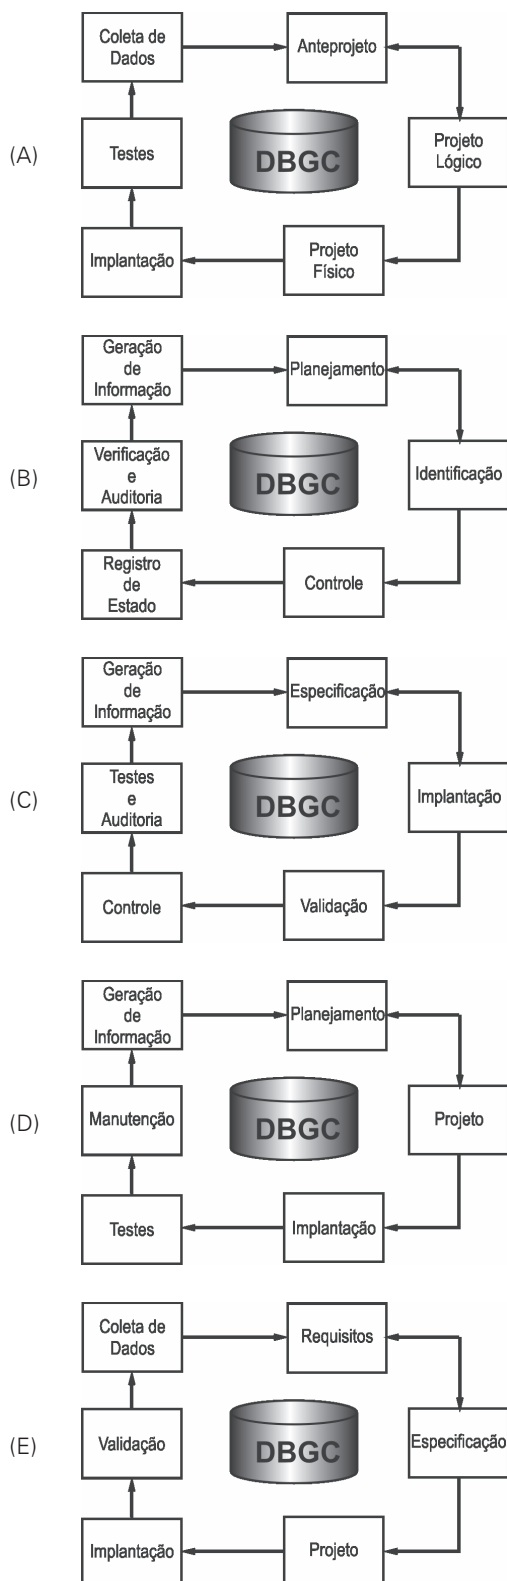 (A)
Coleta de
Dados
Anteprojeto
Testes
DBGC
Projeto
Lógico
Implantação
Projeto
Físico
(B)
Geração
de
Informação
Planejamento
Verificação
e
Auditoria
DBGC
Identificação
Registro
de
Estado
Controle
(C)
Geração
de
Informação
Especificação
Testes
e
Auditoria
DBGC
Implantação
Controle
Validação
(D)
Geração
de
Informação
Planejamento
Manutenção
DBGC
Projeto
Testes
Implantação
(E)
Coleta de
Dados
Requisitos
Validação
DBGC
Especificação
Implantação
Projeto